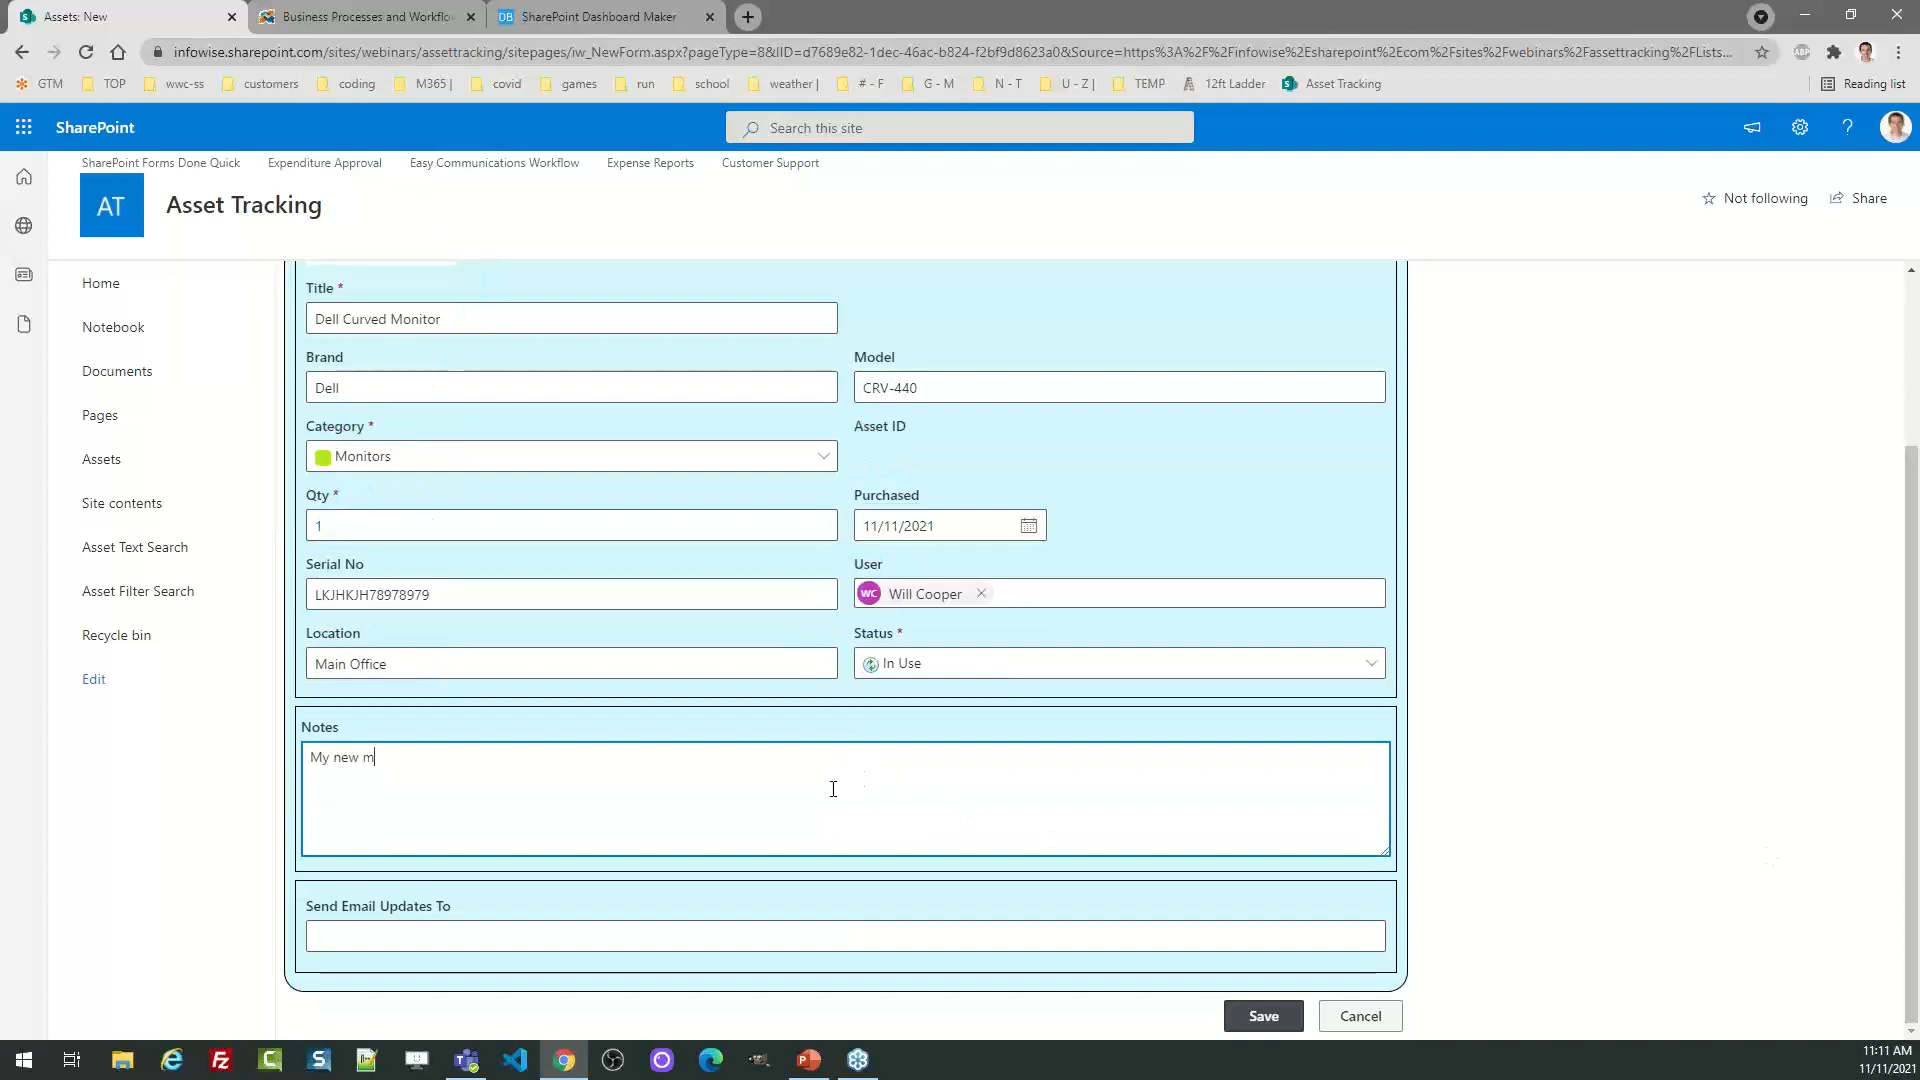 Assets: New
Business Processes and Workflo
SharePoint Dashboard Maker
infowise.sharepoint.com/sites/webinars/assettracking/sitepages/iw_NewForm.aspx?pageType=8&IID=d7689e82-1dec-46ac-b824-f2bf9d8623a0&Source=https%3A%2F%2Finfowise%2Esharepoint%2Ecom%2Fsites%2Fwebinars%2Fassettracking%2FLists...
GTM TOP wwc-ss customers coding M365 | covid games run school weather | # - F G - M N - T U - Z | TEMP 12ft Ladder Asset Tracking Reading list
SharePoint
Search this site
SharePoint Forms Done Quick Expenditure Approval Easy Communications Workflow Expense Reports Customer Support
AT
Asset Tracking
Not following
Share
Home
Notebook
Documents
Pages
Assets
Site contents
Asset Text Search
Asset Filter Search
Recycle bin
Edit
Title *
Dell Curved Monitor
Brand
Dell
Model
CRV-440
Category *
Monitors
Asset ID
Qty *
1
Purchased
11/11/2021
Serial No
LKJHKJH78978979
User
WC Will Cooper
Location
Main Office
Status *
In Use
Notes
My new m
Send Email Updates To
Save
Cancel
11:11 AM
11/11/2021